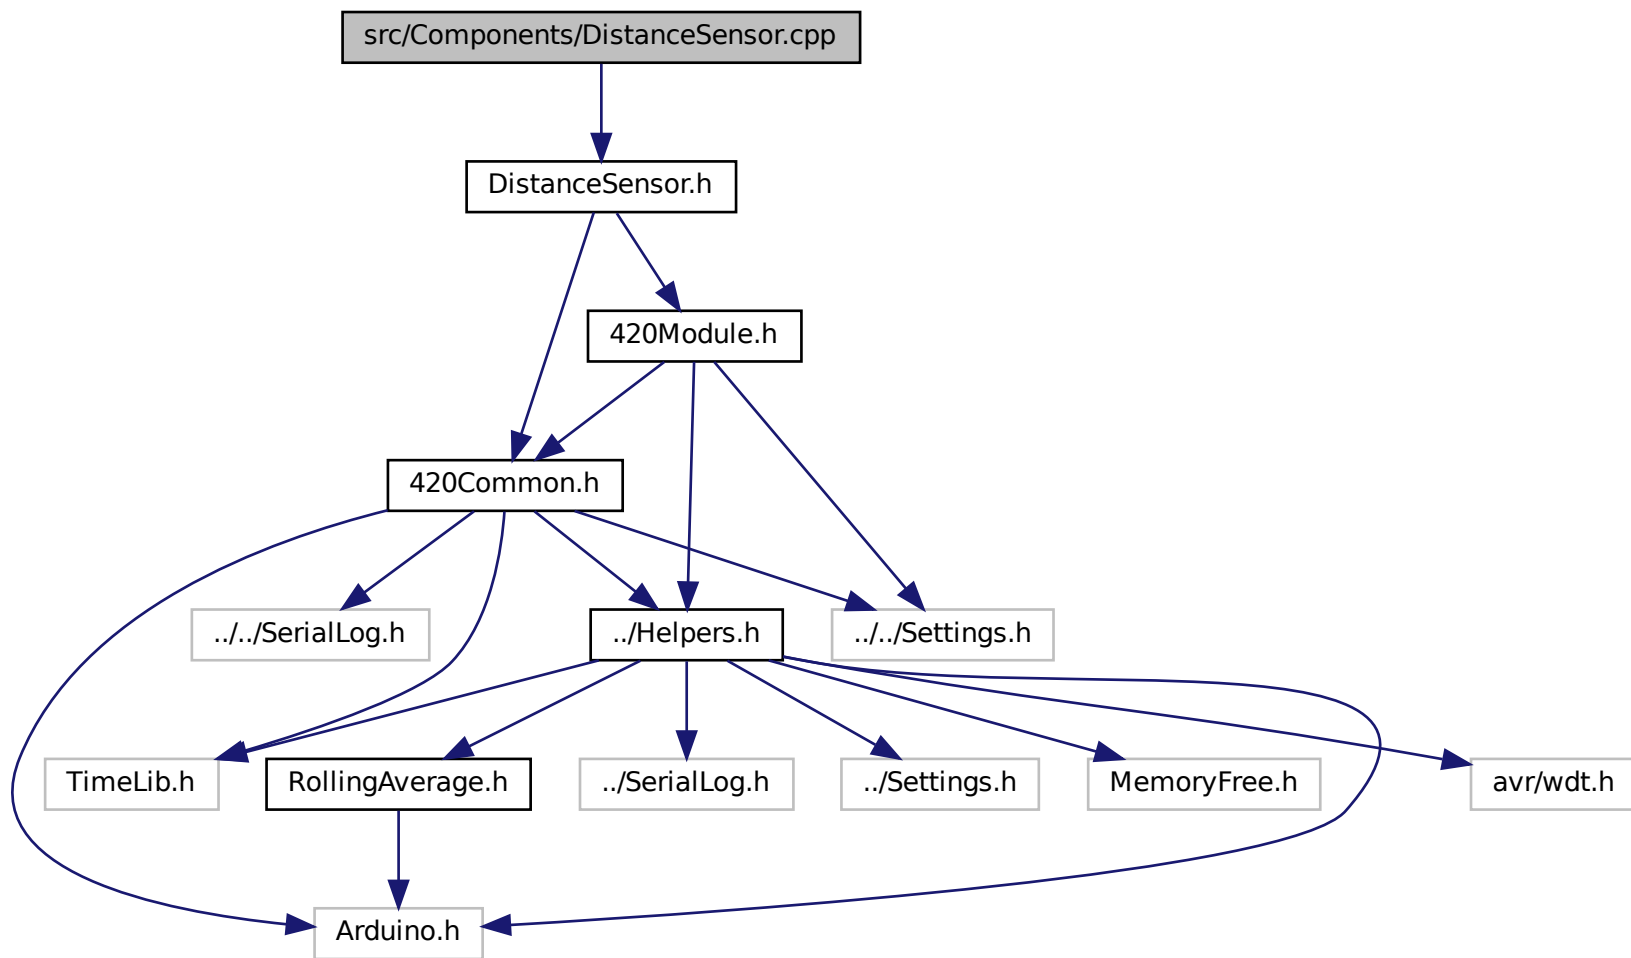 src/Components/DistanceSensor.cpp
DistanceSensor.h
420Module.h
420Common.h
../../SerialLog.h
../Helpers.h
../../Settings.h
TimeLib.h
RollingAverage.h
../SerialLog.h
../Settings.h
MemoryFree.h
avr/wdt.h
Arduino.h